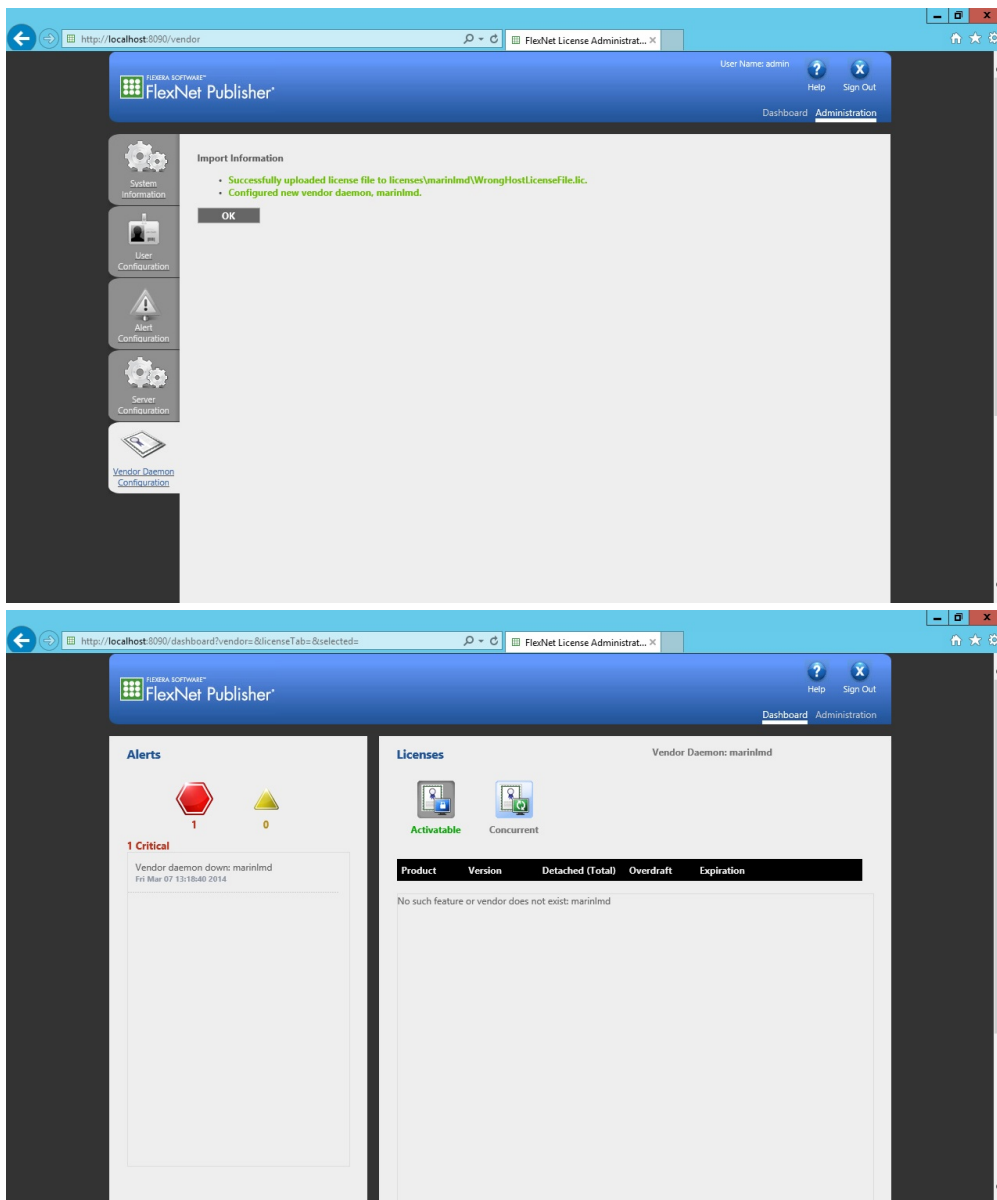 http://localhost:8090/vendor
FlexNet License Administrat...
FLEXERA SOFTWARE™
FlexNet Publisher®
User Name: admin
Help
Sign Out
Dashboard Administration
System
Information
User
Configuration
Alert
Configuration
Server
Configuration
Vendor Daemon
Configuration
Import Information
• Successfully uploaded license file to licenses\marinlmd\WrongHostLicenseFile.lic.
• Configured new vendor daemon, marinlmd.
OK
http://localhost:8090/dashboard?vendor=&licenseTab=&selected=
FlexNet License Administrat...
FLEXERA SOFTWARE™
FlexNet Publisher®
Help
Sign Out
Dashboard Administration
Alerts
1
0
1 Critical
Vendor daemon down: marinlmd
Fri Mar 07 13:18:40 2014
Licenses
Vendor Daemon: marinlmd
Activatable
Concurrent
Product Version Detached (Total) Overdraft Expiration
No such feature or vendor does not exist: marinlmd